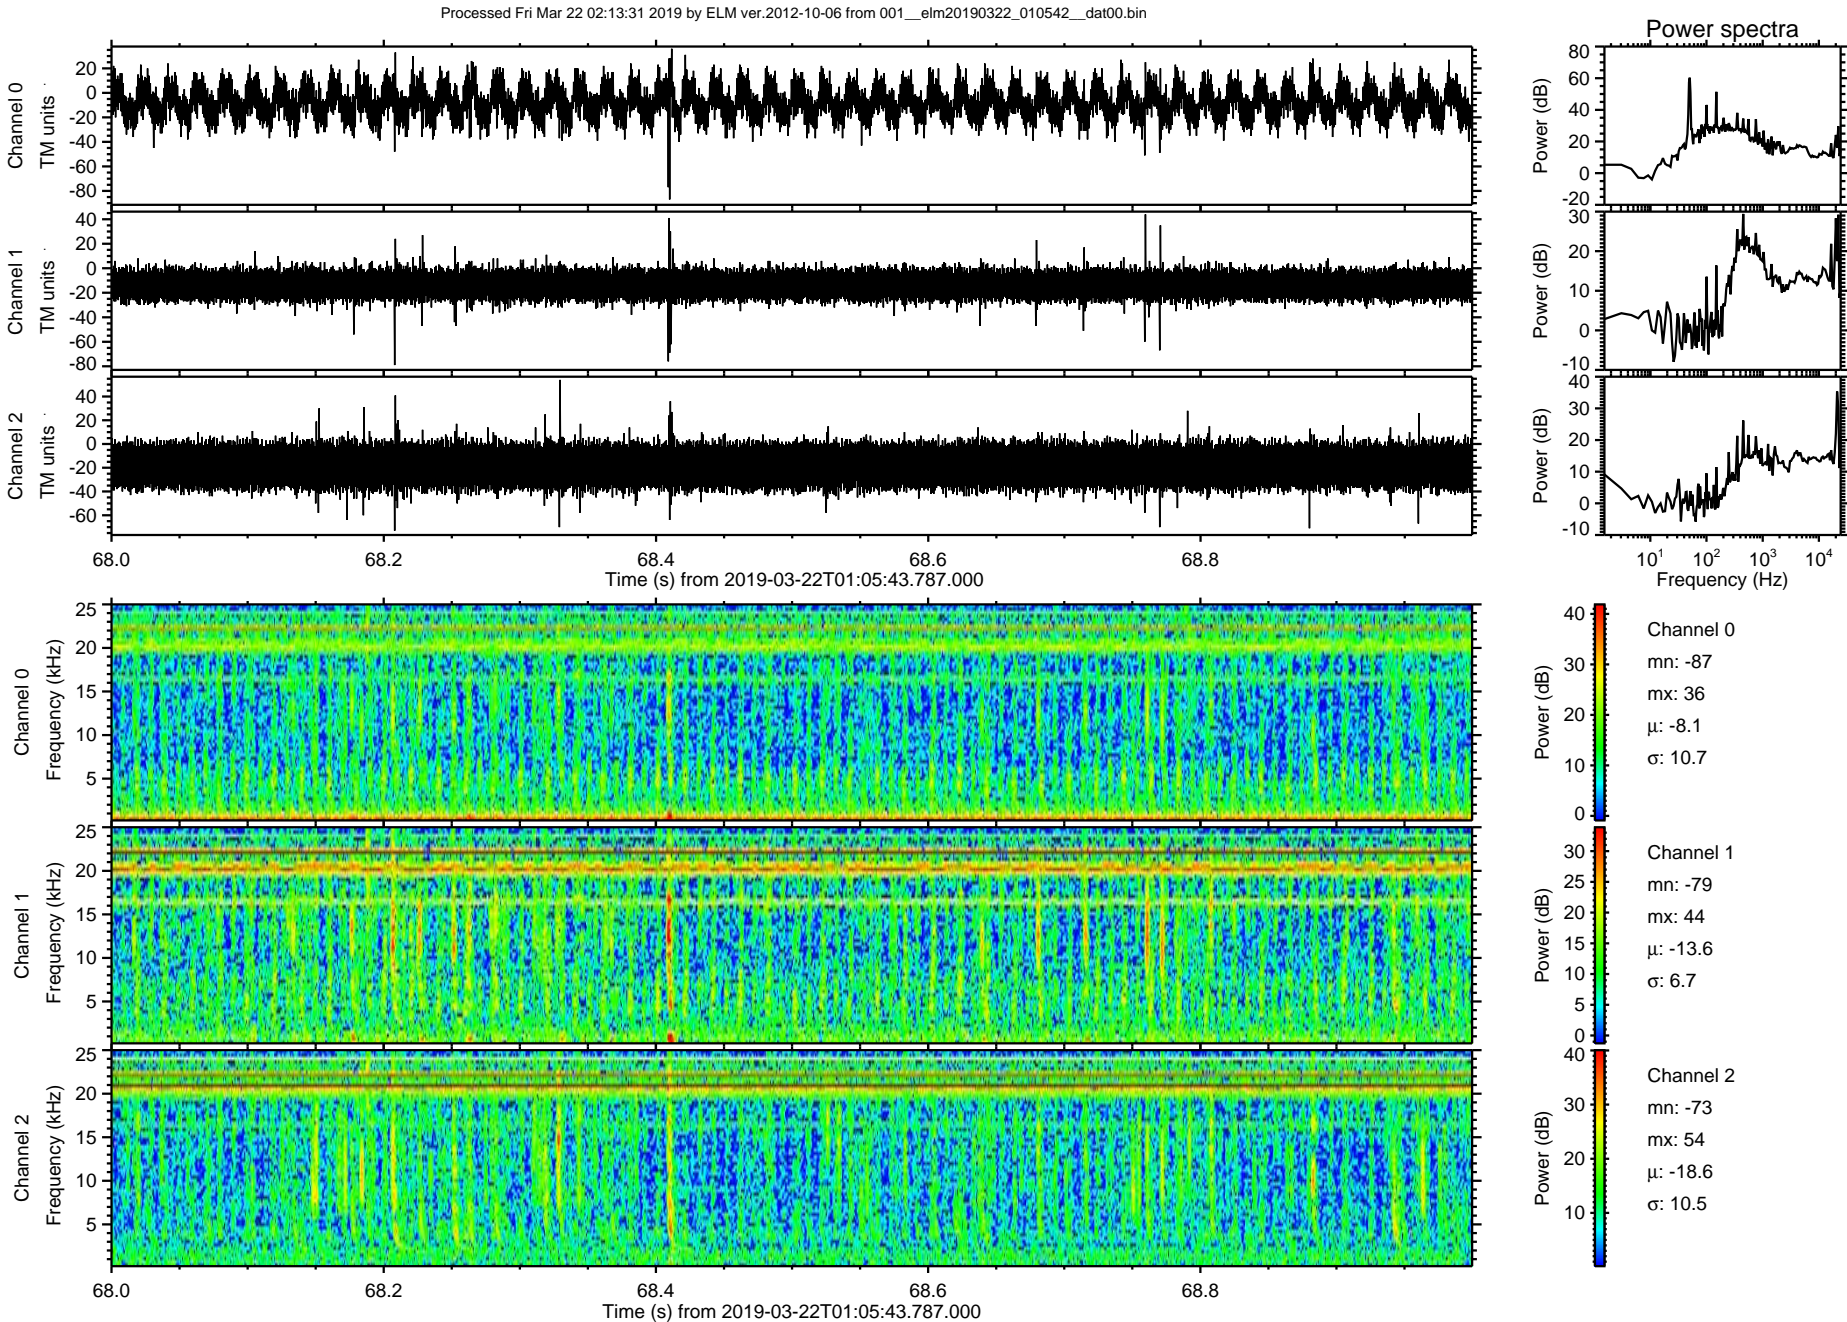 Processed Fri Mar 22 02:13:31 2019 by ELM ver.2012-10-06 from 001__elm20190322_010542__dat00.bin
Power spectra
Channel 0
TM units
20
0
-20
-40
-60
-80
Power (dB)
80
60
40
20
0
-20
Channel 1
TM units
40
20
0
-20
-40
-60
-80
Power (dB)
30
20
10
0
-10
Channel 2
TM units
40
20
0
-20
-40
-60
Power (dB)
40
30
20
10
0
-10
68.0 68.2 68.4 68.6 68.8
Time (s) from 2019-03-22T01:05:43.787.000
10^1 10^2 10^3 10^4
Frequency (Hz)
Channel 0
Frequency (kHz)
25
20
15
10
5
Power (dB)
40
30
20
10
0
Channel 0
mn: -87
mx: 36
μ: -8.1
σ: 10.7
Channel 1
Frequency (kHz)
25
20
15
10
5
Power (dB)
30
25
20
15
10
5
0
Channel 1
mn: -79
mx: 44
μ: -13.6
σ: 6.7
Channel 2
Frequency (kHz)
25
20
15
10
5
Power (dB)
40
30
20
10
Channel 2
mn: -73
mx: 54
μ: -18.6
σ: 10.5
68.0 68.2 68.4 68.6 68.8
Time (s) from 2019-03-22T01:05:43.787.000